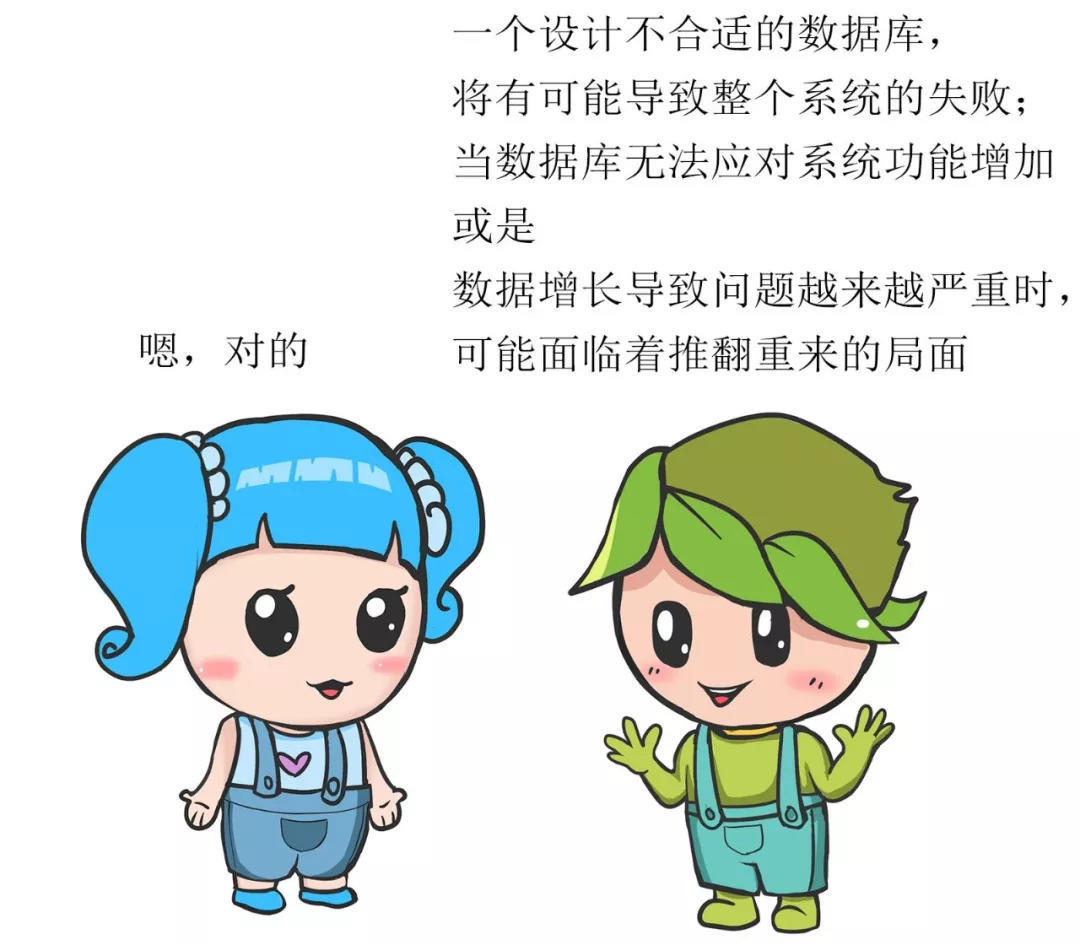 一个设计不合适的数据库，
将有可能导致整个系统的失败；
当数据库无法应对系统功能增加
或是
数据增长导致问题越来越严重时，
可能面临着推翻重来的局面
嗯，对的